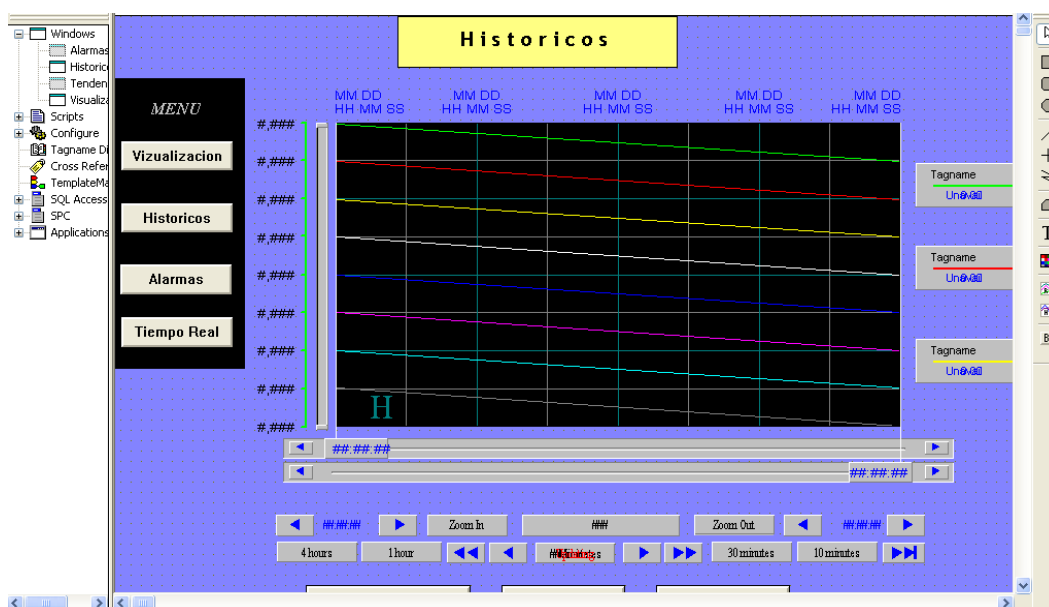 Windows
Alarmas
Historic
Tenden
Visualiza
Scripts
Configure
Tagname Di
Cross Refer
TemplateMa
SQL Access
SPC
Applications
Historicos
MENU
Vizualizacion
Historicos
Alarmas
Tiempo Real
MM DD MM DD MM DD MM DD MM DD
HH MM SS HH MM SS HH MM SS HH MM SS HH MM SS
#,###
#,###
#,###
#,###
#,###
#,###
#,###
#,###
#,###
H
Tagname
Tagname
Tagname
##:##:##
##:##:##
##:##:## Zoom In ### Zoom Out ##:##:##
4 hours 1 hour 30 minutes 10 minutes
T